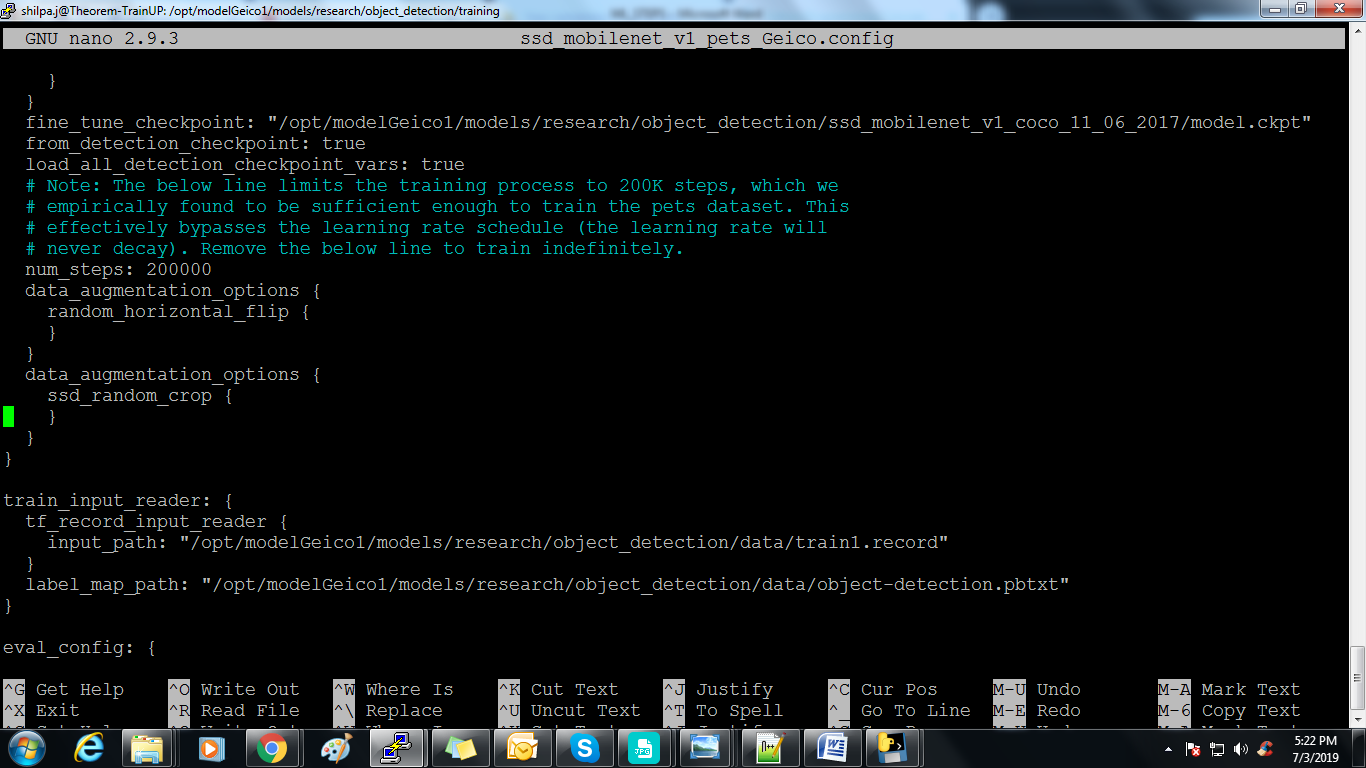 shilpa.j@Theorem-TrainUP: /opt/modelGeico1/models/research/object_detection/training
GNU nano 2.9.3 ssd_mobilenet_v1_pets_Geico.config
}
}
fine_tune_checkpoint: "/opt/modelGeico1/models/research/object_detection/ssd_mobilenet_v1_coco_11_06_2017/model.ckpt"
from_detection_checkpoint: true
load_all_detection_checkpoint_vars: true
# Note: The below line limits the training process to 200K steps, which we
# empirically found to be sufficient enough to train the pets dataset. This
# effectively bypasses the learning rate schedule (the learning rate will
# never decay). Remove the below line to train indefinitely.
num_steps: 200000
data_augmentation_options {
random_horizontal_flip {
}
}
data_augmentation_options {
ssd_random_crop {
}
}
}
train_input_reader: {
tf_record_input_reader {
input_path: "/opt/modelGeico1/models/research/object_detection/data/train1.record"
}
label_map_path: "/opt/modelGeico1/models/research/object_detection/data/object-detection.pbtxt"
}
eval_config: {
^G Get Help ^O Write Out ^W Where Is ^K Cut Text ^J Justify ^C Cur Pos M-U Undo M-A Mark Text
^X Exit ^R Read File ^\ Replace ^U Uncut Text ^T To Spell ^_ Go To Line M-E Redo M-6 Copy Text
JPG
5:22 PM
7/3/2019